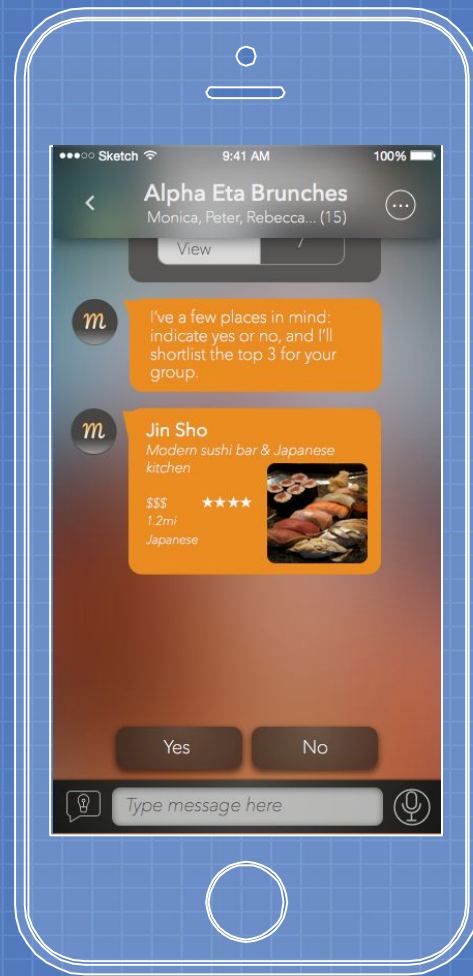 ●●●○○ Sketch 9:41 AM 100%
Alpha Eta Brunches
Monica, Peter, Rebecca... (15)
View 7
m
I've a few places in mind:
indicate yes or no, and I'll
shortlist the top 3 for your
group.
m
Jin Sho
Modern sushi bar & Japanese
kitchen
$$$ ★★★★
1.2mi
Japanese
Yes No
Type message here